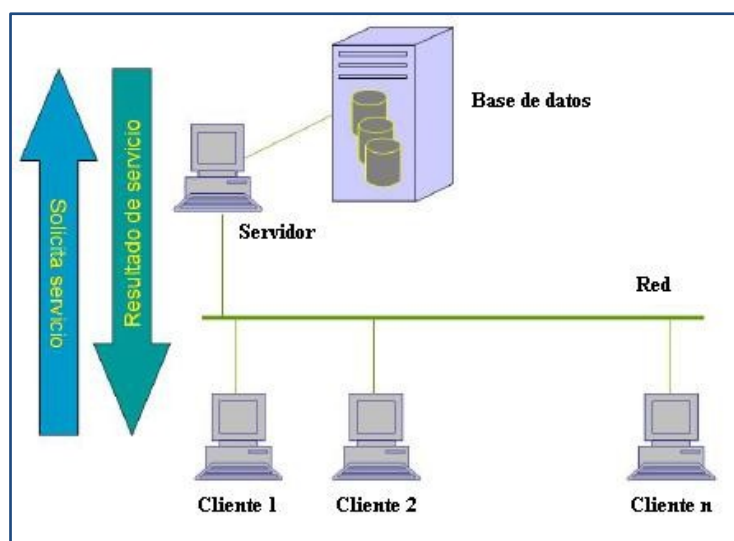 Base de datos
Solicita servicio
Resultado de servicio
Servidor
Red
Cliente 1
Cliente 2
Cliente n